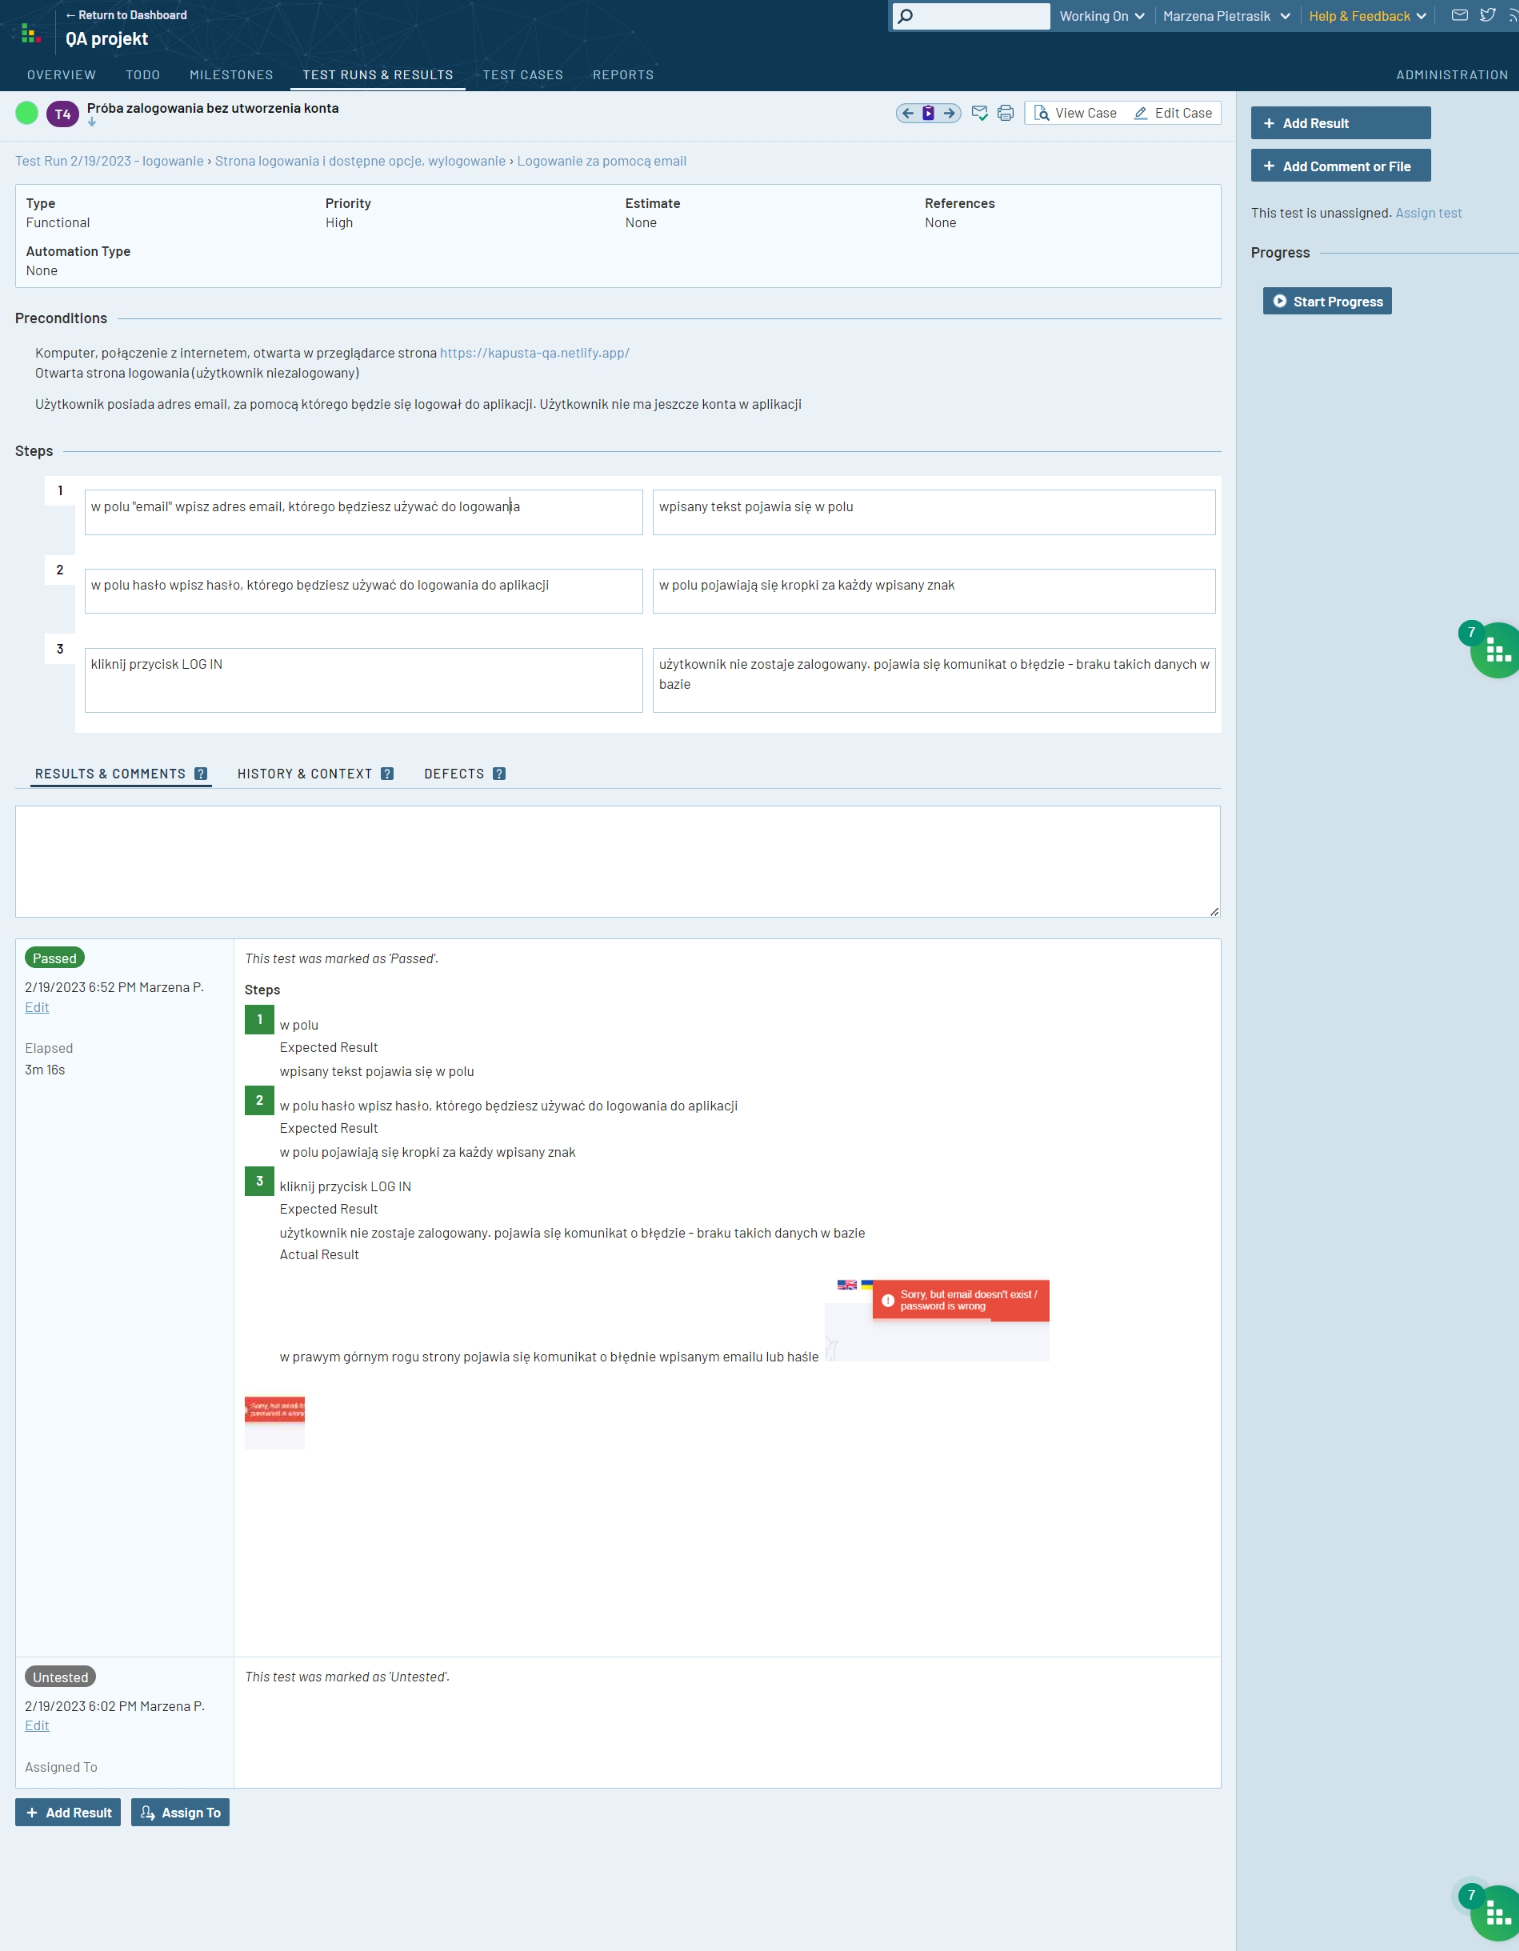 ← Return to Dashboard
QA projekt
Working On
Marzena Pietrasik
Help & Feedback
OVERVIEW
TODO
MILESTONES
TEST RUNS & RESULTS
TEST CASES
REPORTS
ADMINISTRATION
T4
Próba zalogowania bez utworzenia konta
View Case
Edit Case
Test Run 2/19/2023 - logowanie › Strona logowania i dostępne opcje, wylogowanie › Logowanie za pomocą email
+ Add Result
+ Add Comment or File
This test is unassigned. Assign test
Progress
Start Progress
Type
Functional
Priority
High
Estimate
None
References
None
Automation Type
None
Preconditions
Komputer, połączenie z internetem, otwarta w przeglądarce strona https://kapusta-qa.netlify.app/
Otwarta strona logowania (użytkownik niezalogowany)
Użytkownik posiada adres email, za pomocą którego będzie się logował do aplikacji. Użytkownik nie ma jeszcze konta w aplikacji
Steps
1
w polu "email" wpisz adres email, którego będziesz używać do logowania
wpisany tekst pojawia się w polu
2
w polu hasło wpisz hasło, którego będziesz używać do logowania do aplikacji
w polu pojawiają się kropki za każdy wpisany znak
3
kliknij przycisk LOG IN
użytkownik nie zostaje zalogowany. pojawia się komunikat o błędzie - braku takich danych w
bazie
7
RESULTS & COMMENTS ?
HISTORY & CONTEXT ?
DEFECTS ?
Passed
2/19/2023 6:52 PM Marzena P.
Edit
Elapsed
3m 16s
This test was marked as 'Passed'.
Steps
1
w polu
Expected Result
wpisany tekst pojawia się w polu
2
w polu hasło wpisz hasło, którego będziesz używać do logowania do aplikacji
Expected Result
w polu pojawiają się kropki za każdy wpisany znak
3
kliknij przycisk LOG IN
Expected Result
użytkownik nie zostaje zalogowany. pojawia się komunikat o błędzie - braku takich danych w bazie
Actual Result
Sorry, but email doesn't exist /
password is wrong
w prawym górnym rogu strony pojawia się komunikat o błędnie wpisanym emailu lub haśle
Untested
2/19/2023 6:02 PM Marzena P.
Edit
Assigned To
This test was marked as 'Untested'.
+ Add Result
Assign To
7